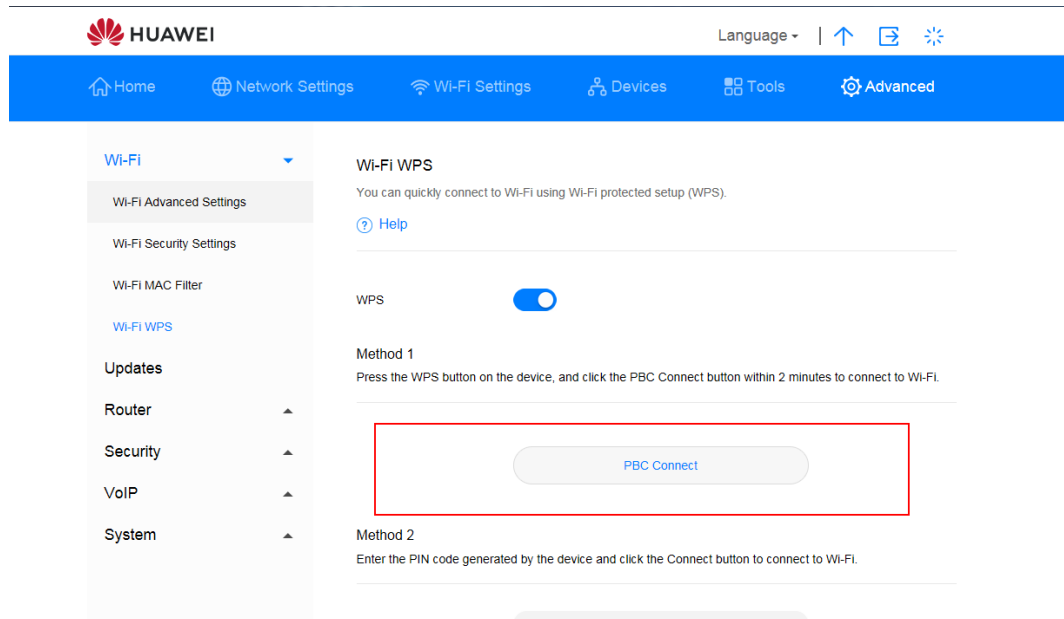 HUAWEI
Language
Home
Network Settings
Wi-Fi Settings
Devices
Tools
Advanced
Wi-Fi
Wi-Fi Advanced Settings
Wi-Fi Security Settings
Wi-Fi MAC Filter
Wi-Fi WPS
Updates
Router
Security
VoIP
System
Wi-Fi WPS
You can quickly connect to Wi-Fi using Wi-Fi protected setup (WPS).
? Help
WPS
Method 1
Press the WPS button on the device, and click the PBC Connect button within 2 minutes to connect to Wi-Fi.
PBC Connect
Method 2
Enter the PIN code generated by the device and click the Connect button to connect to Wi-Fi.